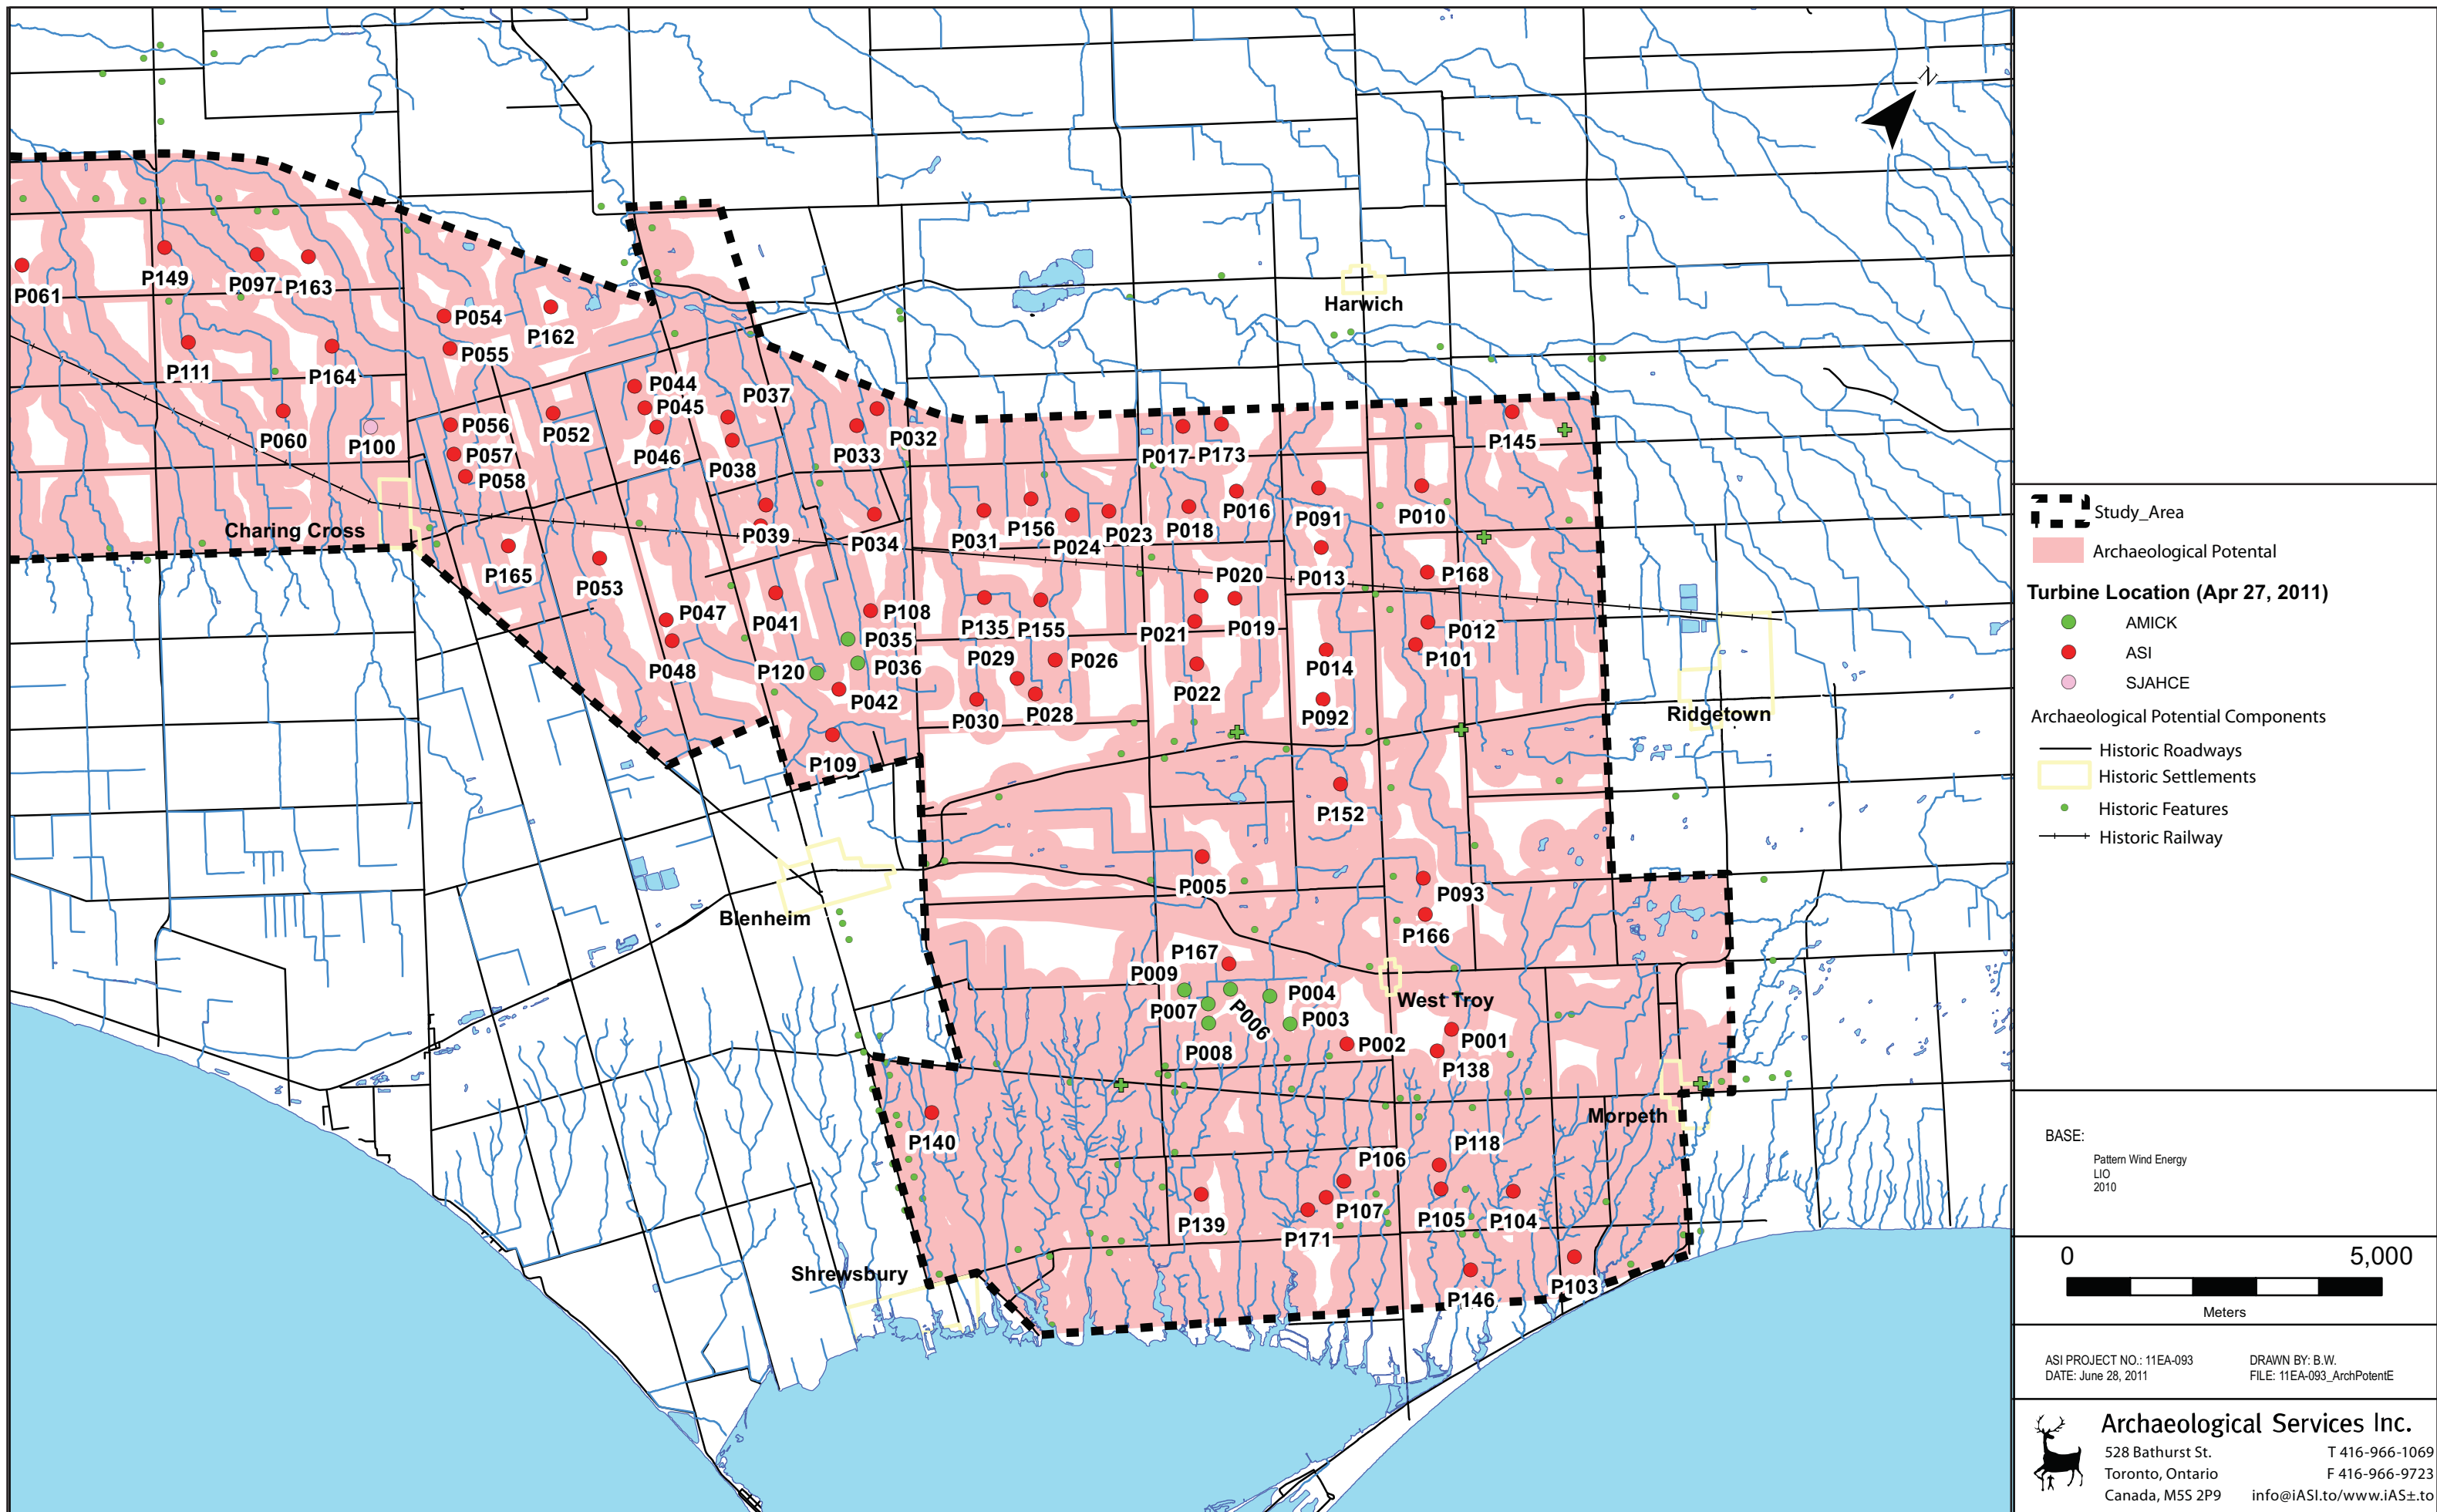 N
Harwich
P149
P097 P163
P061
P054
P162
P055
P111
P164
P044
P045
P037
P056
P052
P060
P100
P046
P032
P033
P145
P057
P038
P017 P173
P058
P016
P091
P010
Charing Cross
P039
P034
P031
P156
P024
P023
P018
P165
P053
P020
P013
P168
P047
P041
P108
P135 P155
P021
P019
P012
P035
P048
P120
P036
P029
P026
P014
P101
P042
P030
P028
P022
P092
Ridgetown
P109
P152
P005
P093
Blenheim
P166
P167
P009
P004
West Troy
P007
P006
P003
P008
P002
P001
P138
Morpeth
P140
P118
P106
P139
P107
P105
P104
P171
Shrewsbury
P103
P146
Study_Area
Archaeological Potential
Turbine Location (Apr 27, 2011)
AMICK
ASI
SJAHCE
Archaeological Potential Components
Historic Roadways
Historic Settlements
Historic Features
Historic Railway
BASE:
Pattern Wind Energy
LIO
2010
0 5,000
Meters
ASI PROJECT NO.: 11EA-093 DRAWN BY: B.W.
DATE: June 28, 2011 FILE: 11EA-093_ArchPotentE
Archaeological Services Inc.
528 Bathurst St. T 416-966-1069
Toronto, Ontario F 416-966-9723
Canada, M5S 2P9 info@iASI.to/www.iAS±.to